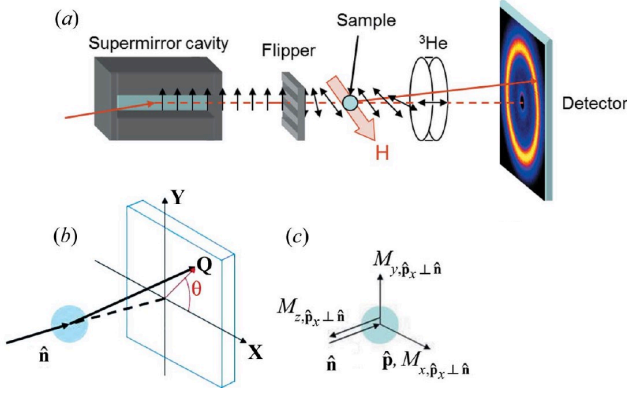 (a)
Supermirror cavity
Flipper
Sample
³He
Detector
H
(b)
Y
Q
θ
X
n̂
(c)
M_{y,p̂_x⊥n̂}
M_{z,p̂_x⊥n̂}
n̂
p̂, M_{x,p̂_x⊥n̂}